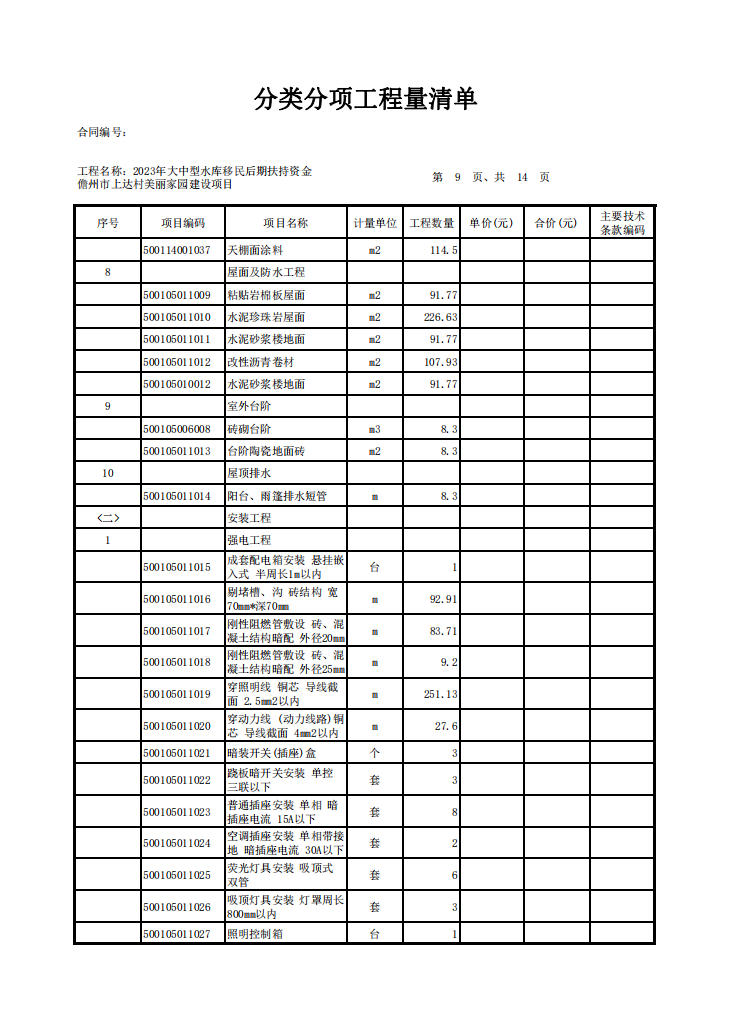 分类分项工程量清单
合同编号:
工程名称: 2023年大中型水库移民后期扶持资金
儋州市上达村美丽家园建设项目
第 9 页、共 14 页
序号 项目编码 项目名称 计量单位 工程数量 单价(元) 合价(元) 主要技术
条款编码
500114001037 天棚面涂料 m2 114.5
8 屋面及防水工程
500105011009 粘贴岩棉板屋面 m2 91.77
500105011010 水泥珍珠岩屋面 m2 226.63
500105011011 水泥砂浆楼地面 m2 91.77
500105011012 改性沥青卷材 m2 107.93
500105010012 水泥砂浆楼地面 m2 91.77
9 室外台阶
500105006008 砖砌台阶 m3 8.3
500105011013 台阶陶瓷地面砖 m2 8.3
10 屋顶排水
500105011014 阳台、雨篷排水短管 m 8.3
<二> 安装工程
1 强电工程
500105011015 成套配电箱安装 悬挂嵌 台 1
入式 半周长1m以内
500105011016 剔堵槽、沟 砖结构 宽 m 92.91
70mm*深70mm
500105011017 刚性阻燃管敷设 砖、混 m 83.71
凝土结构暗配 外径20mm
500105011018 刚性阻燃管敷设 砖、混 m 9.2
凝土结构暗配 外径25mm
500105011019 穿照明线 铜芯 导线截 m 251.13
面 2.5mm2以内
500105011020 穿动力线 (动力线路)铜 m 27.6
芯 导线截面 4mm2以内
500105011021 暗装开关(插座)盒 个 3
500105011022 跷板暗开关安装 单控 套 3
三联以下
500105011023 普通插座安装 单相 暗 套 8
插座电流 15A以下
500105011024 空调插座安装 单相带接 套 2
地 暗插座电流 30A以下
500105011025 荧光灯具安装 吸顶式 套 6
双管
500105011026 吸顶灯具安装 灯罩周长 套 3
800mm以内
500105011027 照明控制箱 台 1